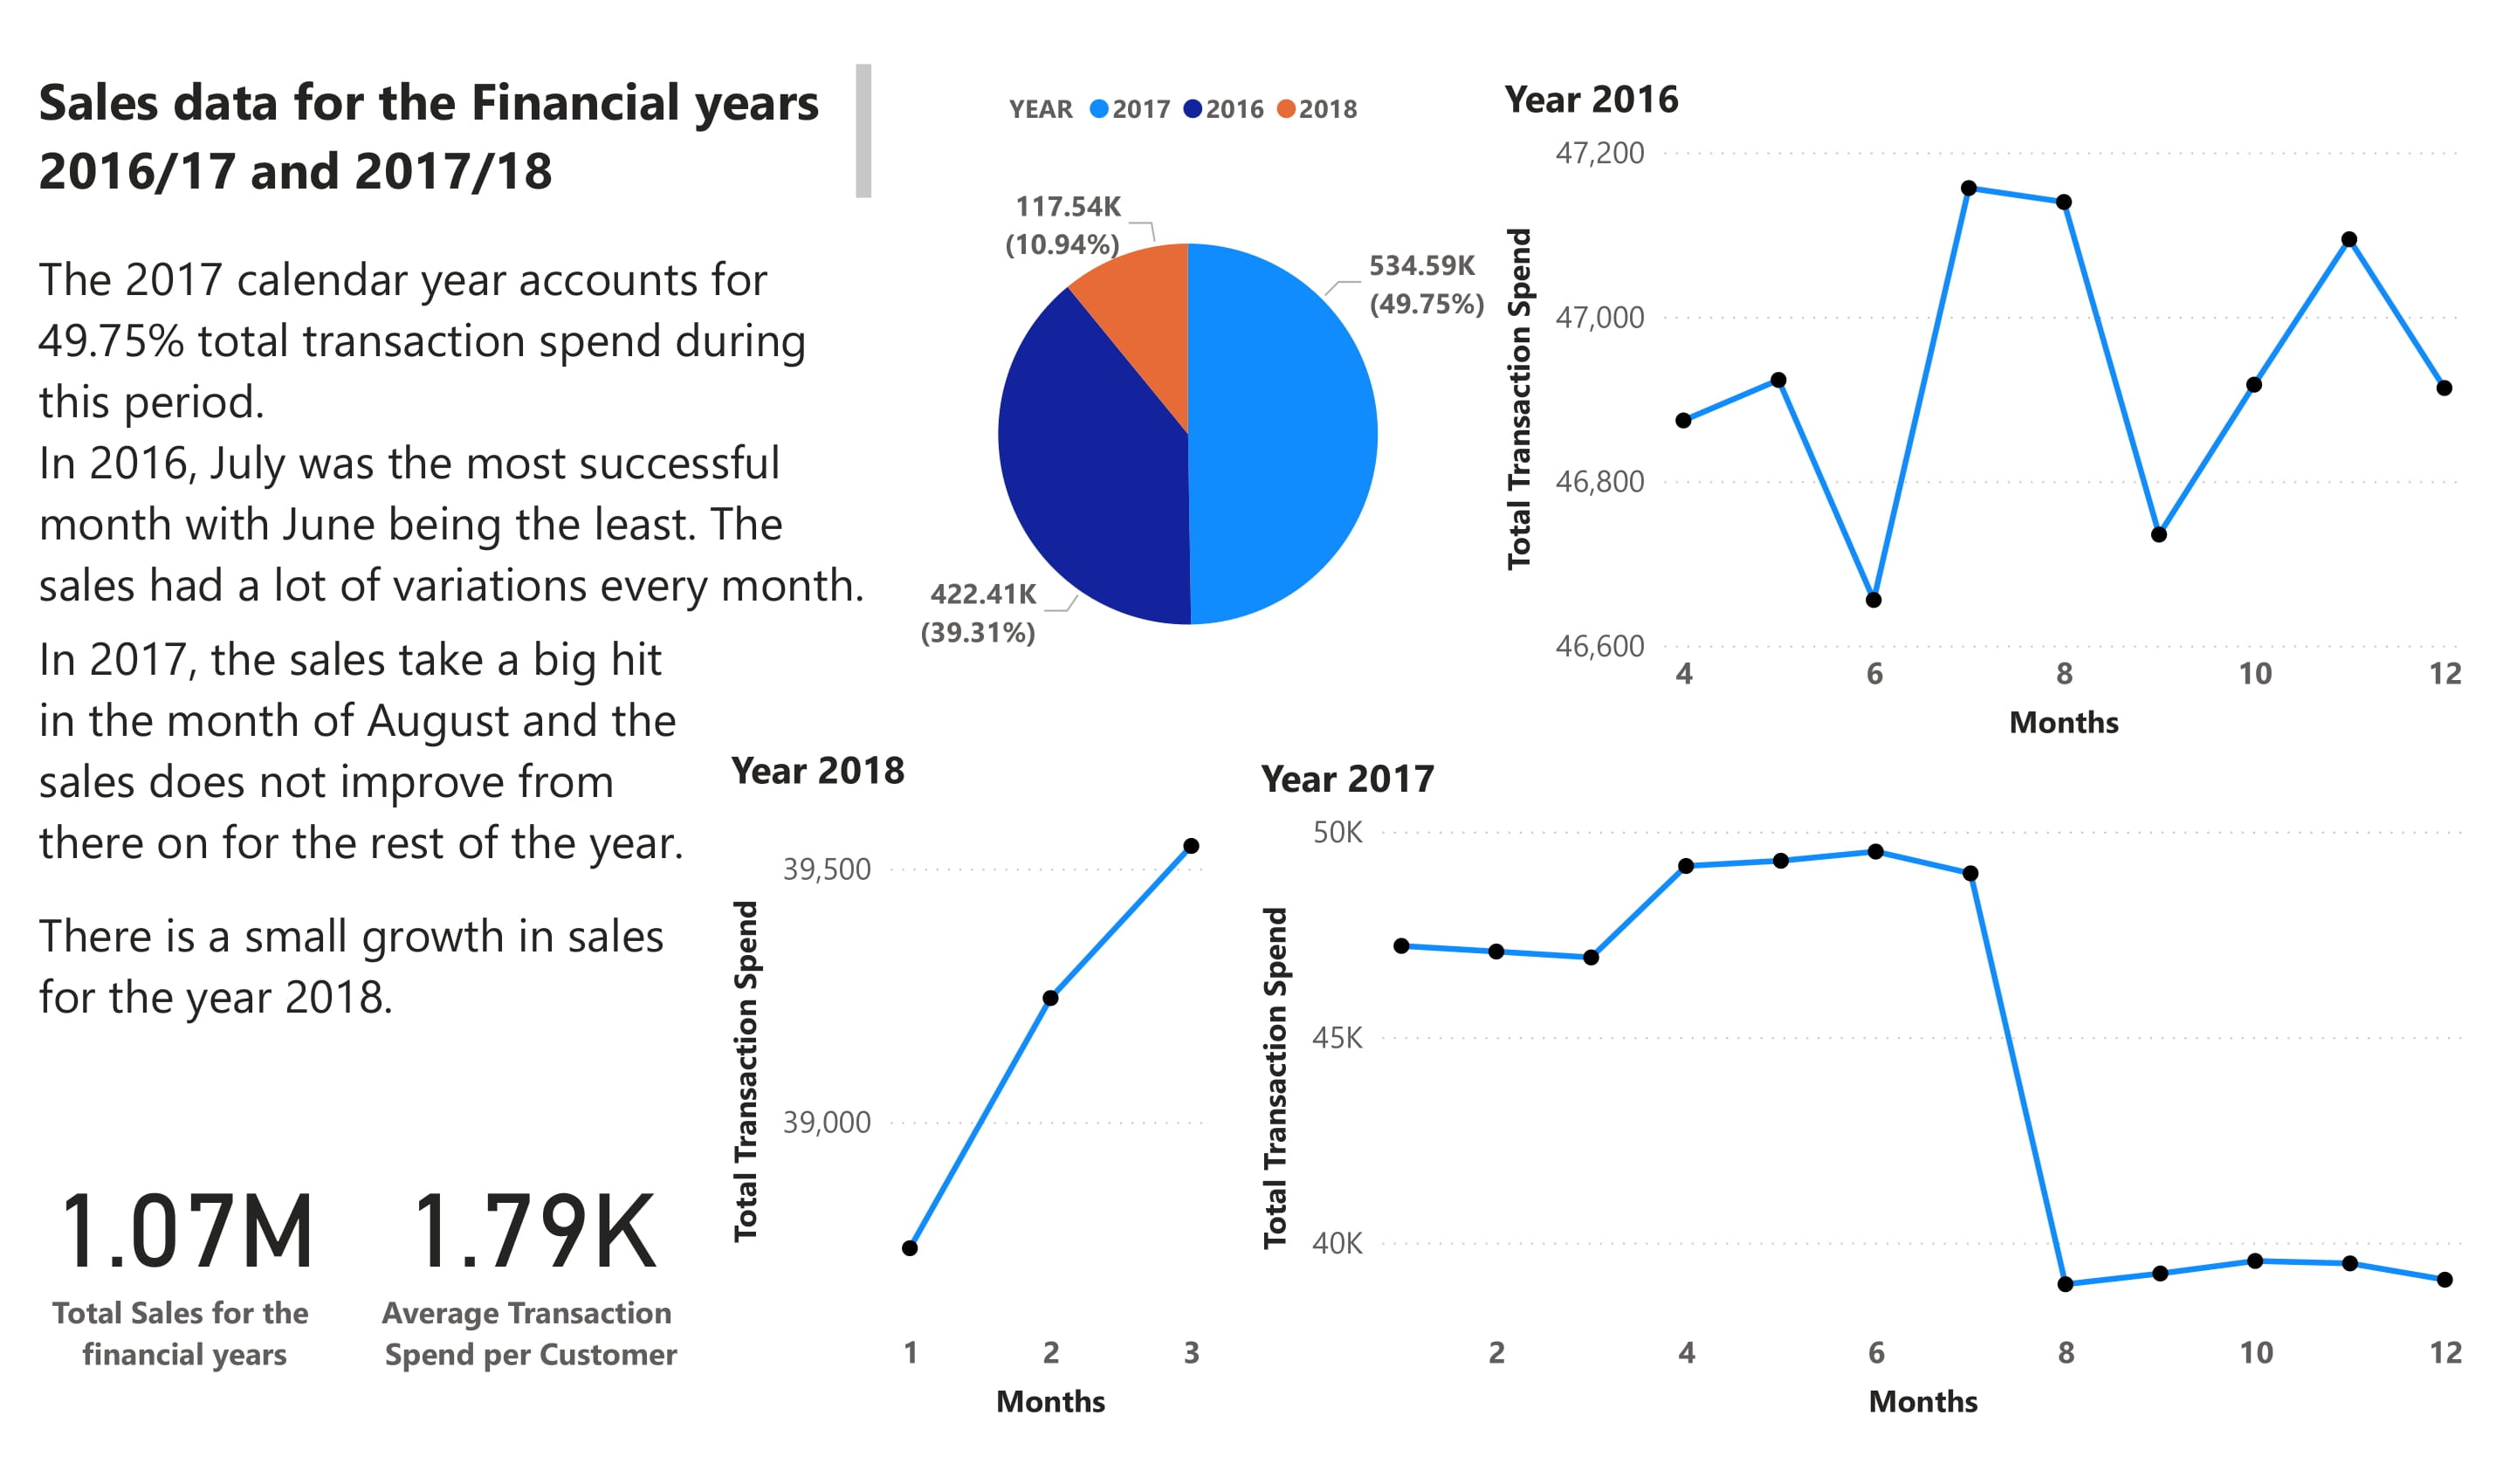 Sales data for the Financial years
2016/17 and 2017/18
The 2017 calendar year accounts for
49.75% total transaction spend during
this period.
In 2016, July was the most successful
month with June being the least. The
sales had a lot of variations every month.
In 2017, the sales take a big hit
in the month of August and the
sales does not improve from
there on for the rest of the year.
There is a small growth in sales
for the year 2018.
1.07M
Total Sales for the
financial years
1.79K
Average Transaction
Spend per Customer
YEAR 2017 2016 2018
117.54K
(10.94%)
534.59K
(49.75%)
422.41K
(39.31%)
Year 2016
Total Transaction Spend
47,200
47,000
46,800
46,600
4 6 8 10 12
Months
Year 2018
Total Transaction Spend
39,500
39,000
1 2 3
Months
Year 2017
Total Transaction Spend
50K
45K
40K
2 4 6 8 10 12
Months